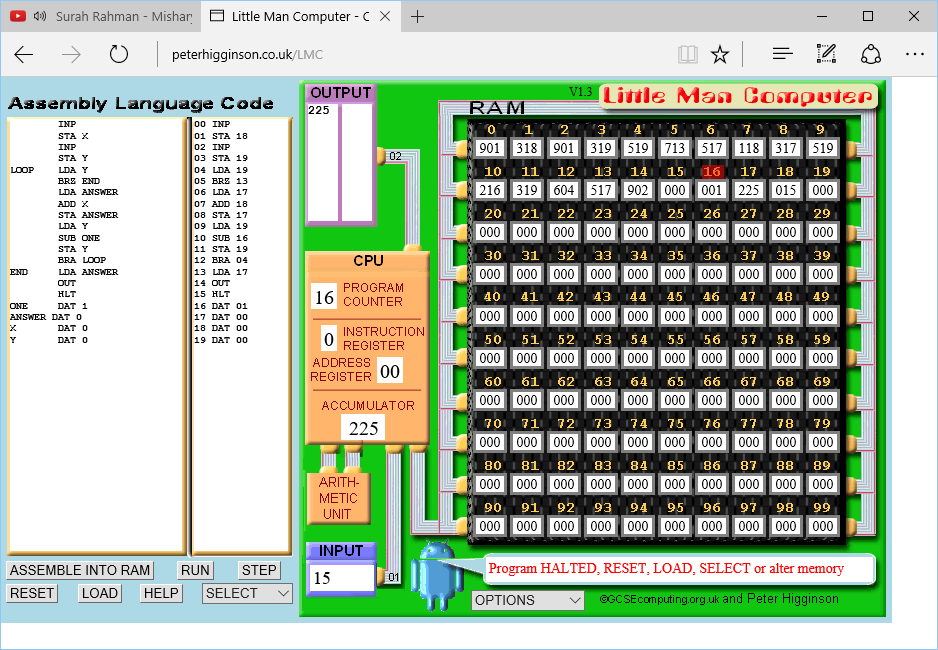 Surah Rahman - Mishary
Little Man Computer - C
peterhigginson.co.uk/LMC
Assembly Language Code
INP
STA X
INP
STA Y
LOOP LDA Y
BRZ END
LDA ANSWER
ADD X
STA ANSWER
LDA Y
SUB ONE
STA Y
BRA LOOP
END LDA ANSWER
OUT
HLT
ONE DAT 1
ANSWER DAT 0
X DAT 0
Y DAT 0
00 INP
01 STA 18
02 INP
03 STA 19
04 LDA 19
05 BRZ 13
06 LDA 17
07 ADD 18
08 STA 17
09 LDA 19
10 SUB 16
11 STA 19
12 BRA 04
13 LDA 17
14 OUT
15 HLT
16 DAT 01
17 DAT 00
18 DAT 00
19 DAT 00
ASSEMBLE INTO RAM RUN STEP
RESET LOAD HELP SELECT
OUTPUT
225
02
CPU
16 PROGRAM COUNTER
0 INSTRUCTION REGISTER
ADDRESS REGISTER 00
ACCUMULATOR
225
ARITH-
METIC
UNIT
INPUT
15
01
V1.3 Little Man Computer
RAM
0 1 2 3 4 5 6 7 8 9
901 318 901 319 519 713 517 118 317 519
10 11 12 13 14 15 16 17 18 19
216 319 604 517 902 000 001 225 015 000
20 21 22 23 24 25 26 27 28 29
000 000 000 000 000 000 000 000 000 000
30 31 32 33 34 35 36 37 38 39
000 000 000 000 000 000 000 000 000 000
40 41 42 43 44 45 46 47 48 49
000 000 000 000 000 000 000 000 000 000
50 51 52 53 54 55 56 57 58 59
000 000 000 000 000 000 000 000 000 000
60 61 62 63 64 65 66 67 68 69
000 000 000 000 000 000 000 000 000 000
70 71 72 73 74 75 76 77 78 79
000 000 000 000 000 000 000 000 000 000
80 81 82 83 84 85 86 87 88 89
000 000 000 000 000 000 000 000 000 000
90 91 92 93 94 95 96 97 98 99
000 000 000 000 000 000 000 000 000 000
Program HALTED, RESET, LOAD, SELECT or alter memory
OPTIONS
©GCSEcomputing.org.uk and Peter Higginson